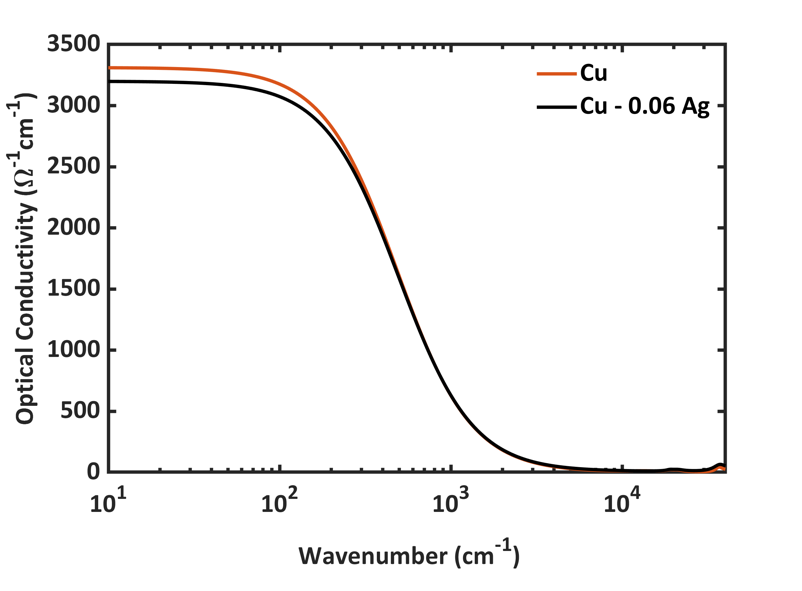 3500
3000
2500
2000
1500
1000
500
0
Optical Conductivity (Ω⁻¹cm⁻¹)
Cu
Cu - 0.06 Ag
10¹ 10² 10³ 10⁴
Wavenumber (cm⁻¹)